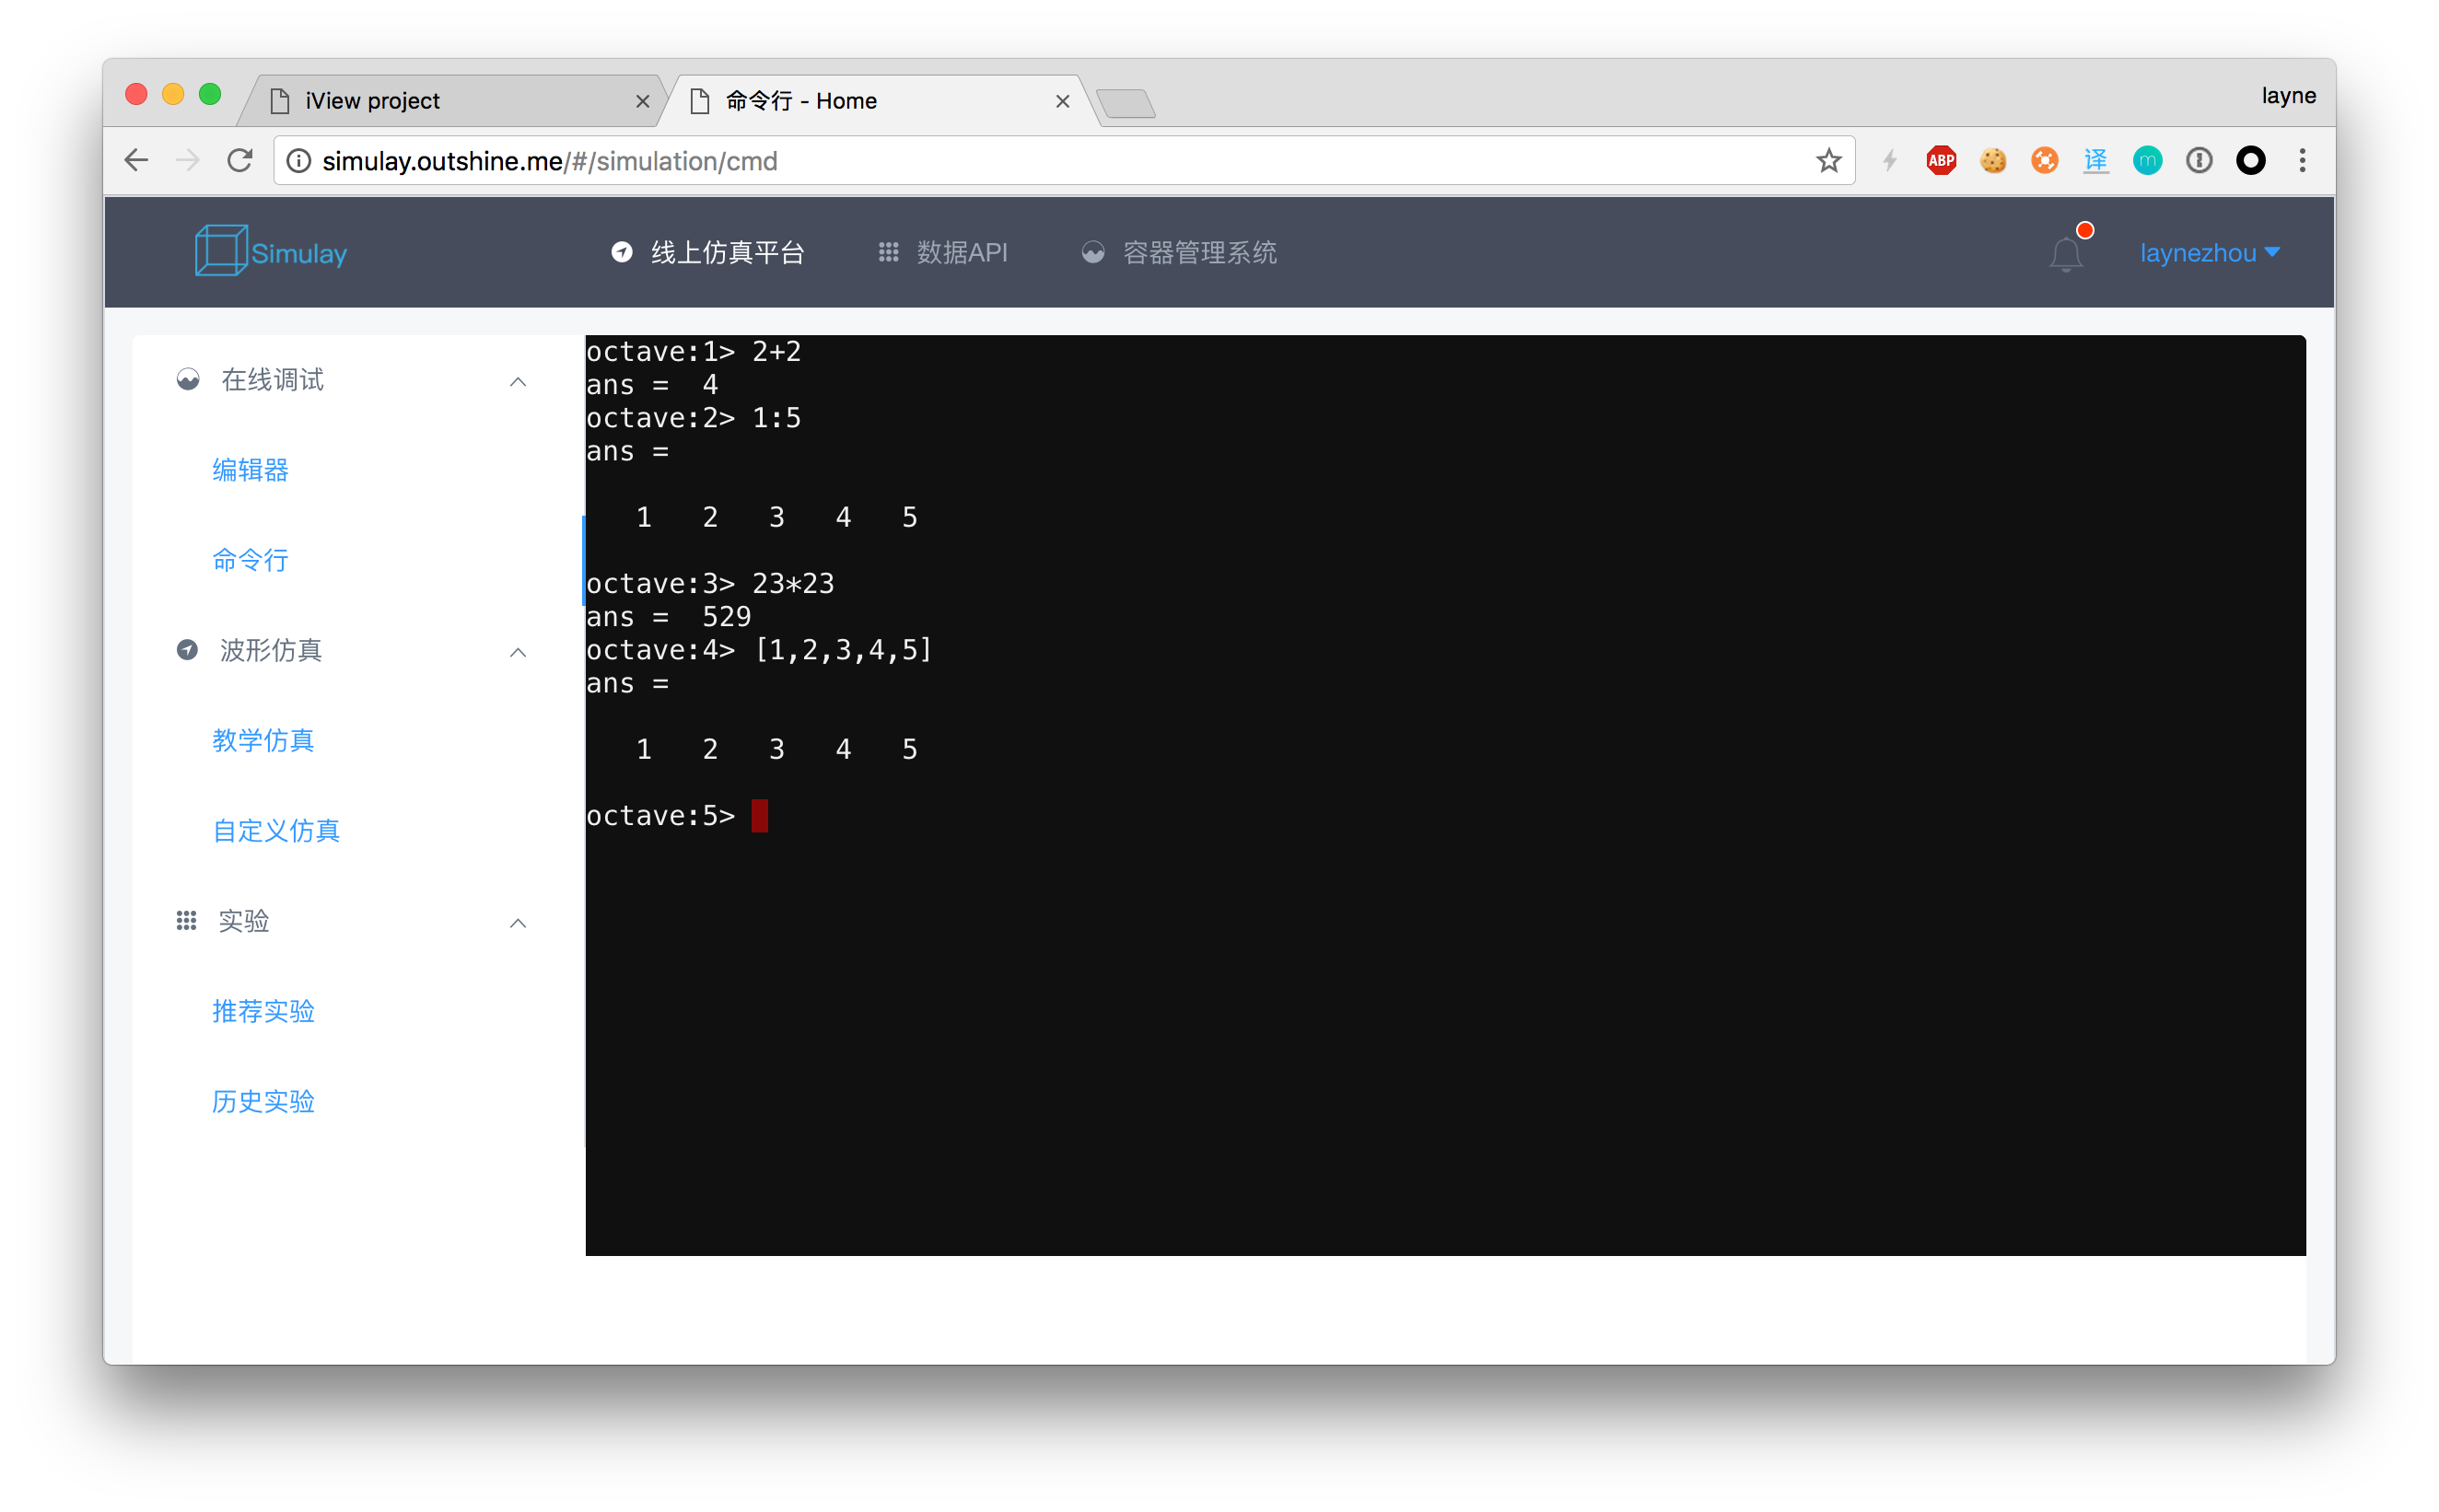 iView project
命令行 - Home
layne
simulay.outshine.me/#/simulation/cmd
ABP
译
m
Simulay
线上仿真平台
数据API
容器管理系统
laynezhou
在线调试
编辑器
命令行
波形仿真
教学仿真
自定义仿真
实验
推荐实验
历史实验
octave:1> 2+2
ans =  4
octave:2> 1:5
ans =
   1   2   3   4   5
octave:3> 23*23
ans =  529
octave:4> [1,2,3,4,5]
ans =
   1   2   3   4   5
octave:5>